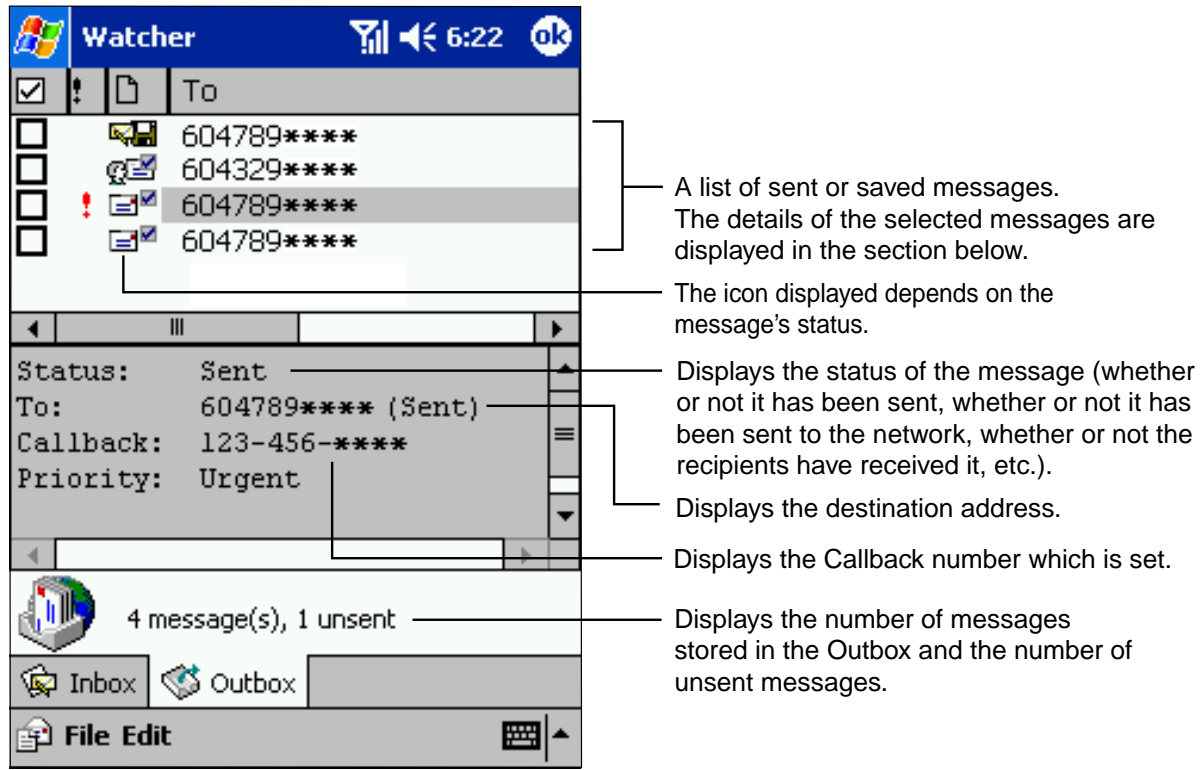 Watcher 6:22 ok
To
604789****
604329****
604789****
604789****
A list of sent or saved messages.
The details of the selected messages are
displayed in the section below.
The icon displayed depends on the
message's status.
Status: Sent
To: 604789**** (Sent)
Callback: 123-456-****
Priority: Urgent
Displays the status of the message (whether
or not it has been sent, whether or not it has
been sent to the network, whether or not the
recipients have received it, etc.).
Displays the destination address.
Displays the Callback number which is set.
4 message(s), 1 unsent
Displays the number of messages
stored in the Outbox and the number of
unsent messages.
Inbox Outbox
File Edit